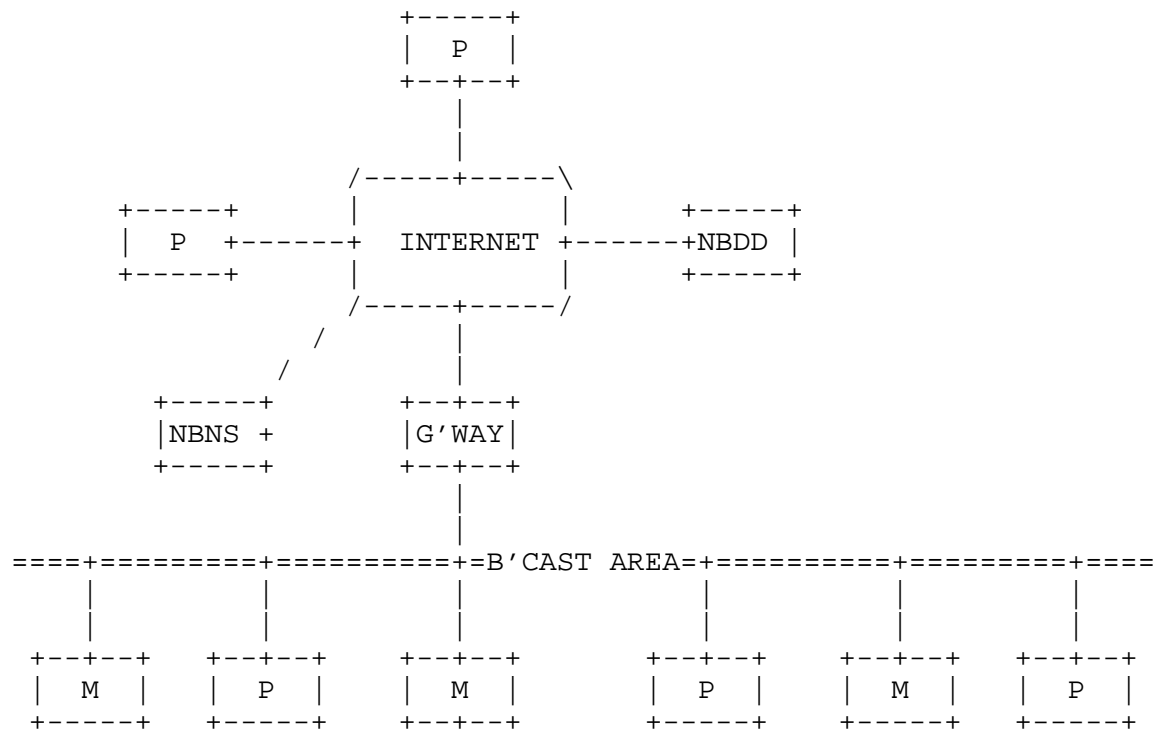 P
P INTERNET NBDD
NBNS G'WAY
B'CAST AREA
M P M P M P